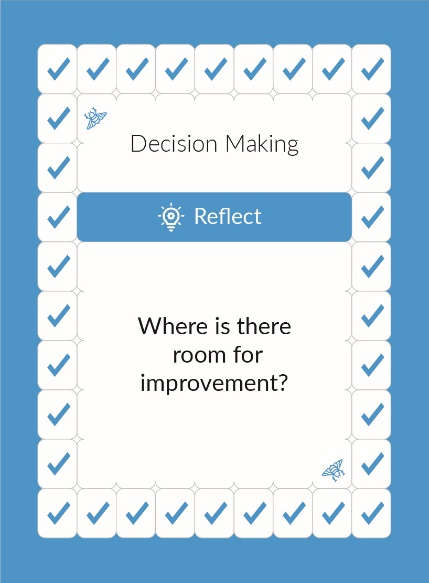 Decision Making
Reflect
Where is there
room for
improvement?